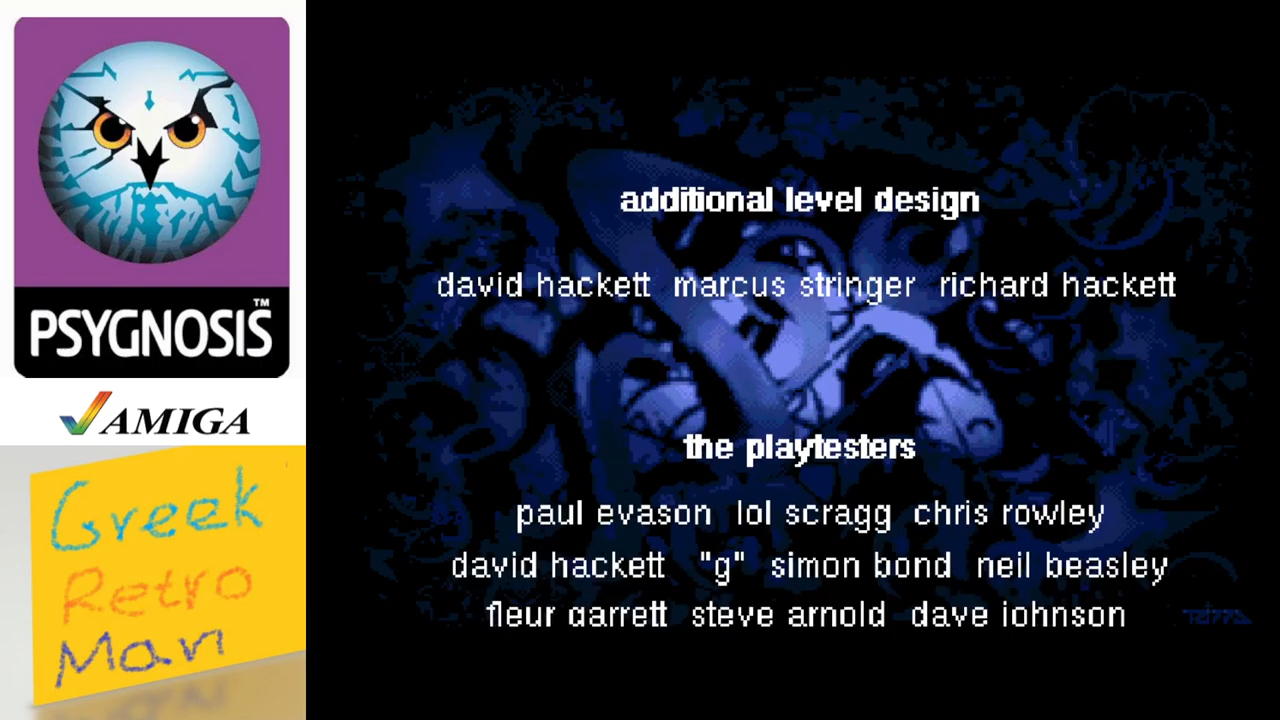 PSYGNOSIS™
AMIGA
Greek
Retro
Man
additional level design
david hackett marcus stringer richard hackett
the playtesters
paul evason lol scragg chris rowley
david hackett "g" simon bond neil beasley
fleur garrett steve arnold dave johnson